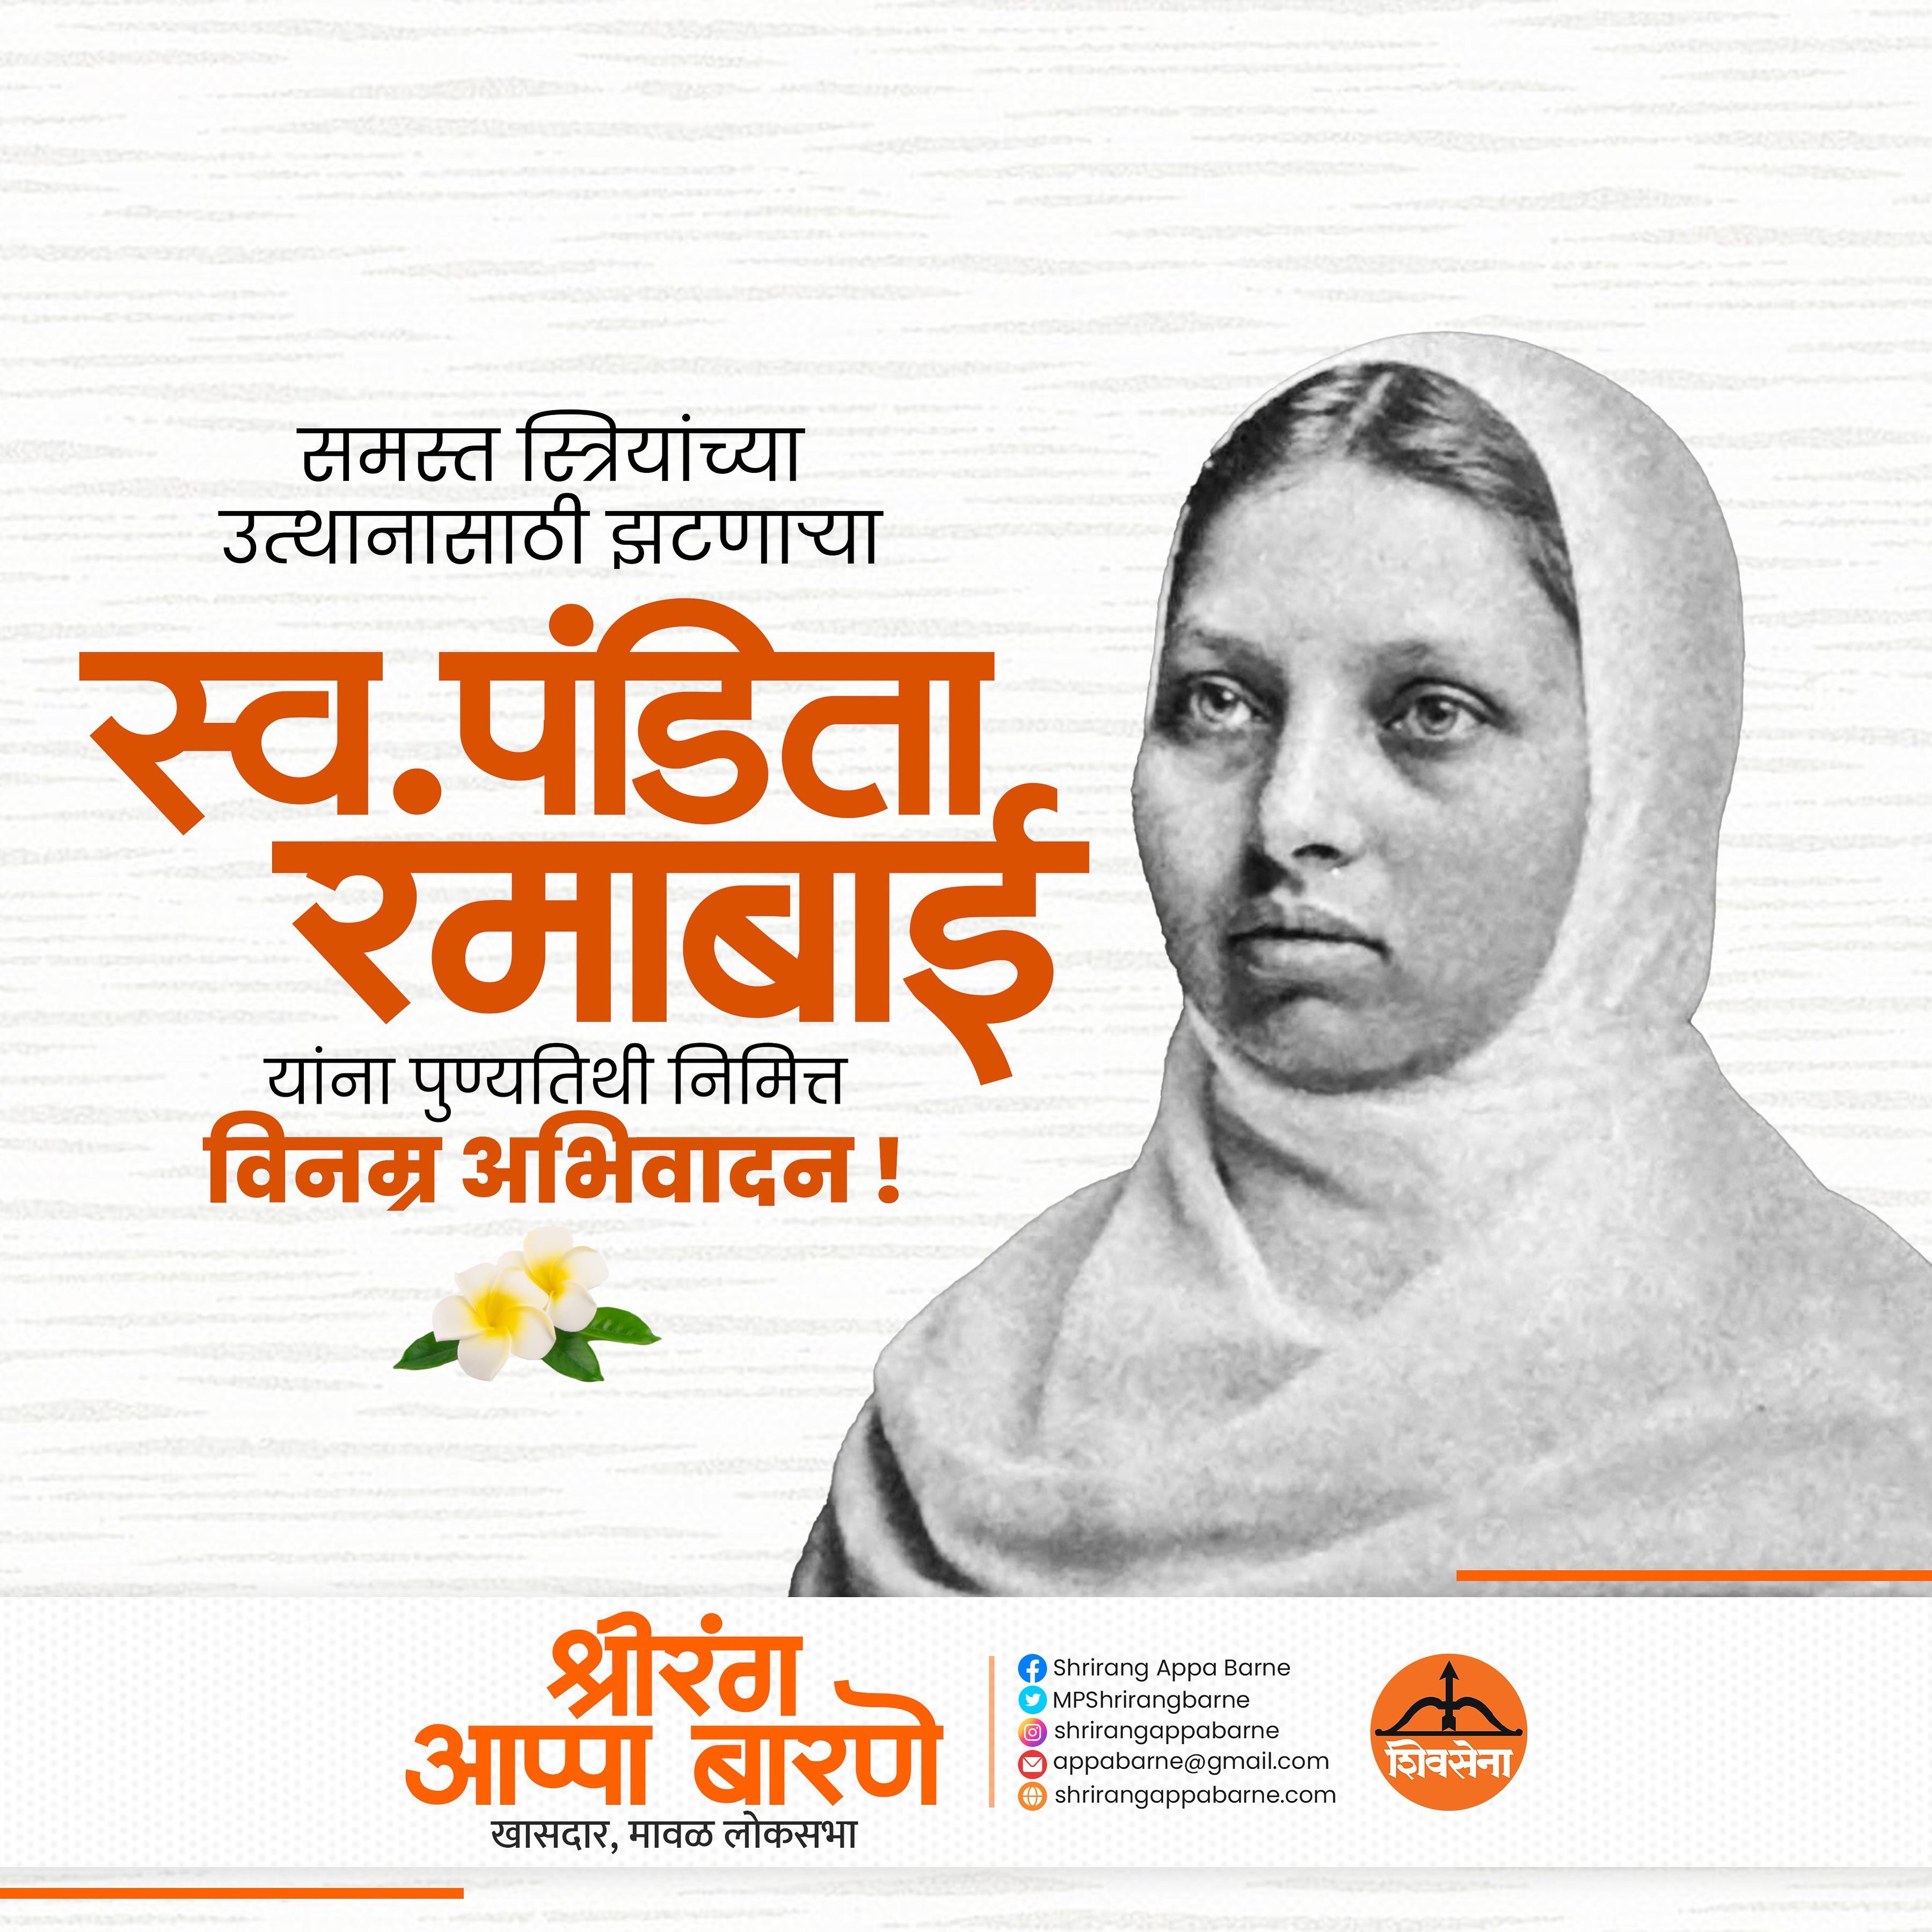 समस्त स्त्रियांच्या
उत्थानासाठी झटणाऱ्या
स्व.पंडिता
रमाबाई
यांना पुण्यतिथी निमित्त
विनम्र अभिवादन !
श्रीरंग
आप्पा बारणे
खासदार, मावळ लोकसभा
Shrirang Appa Barne
MPShrirangbarne
shrirangappabarne
appabarne@gmail.com
shrirangappabarne.com
शिवसेना